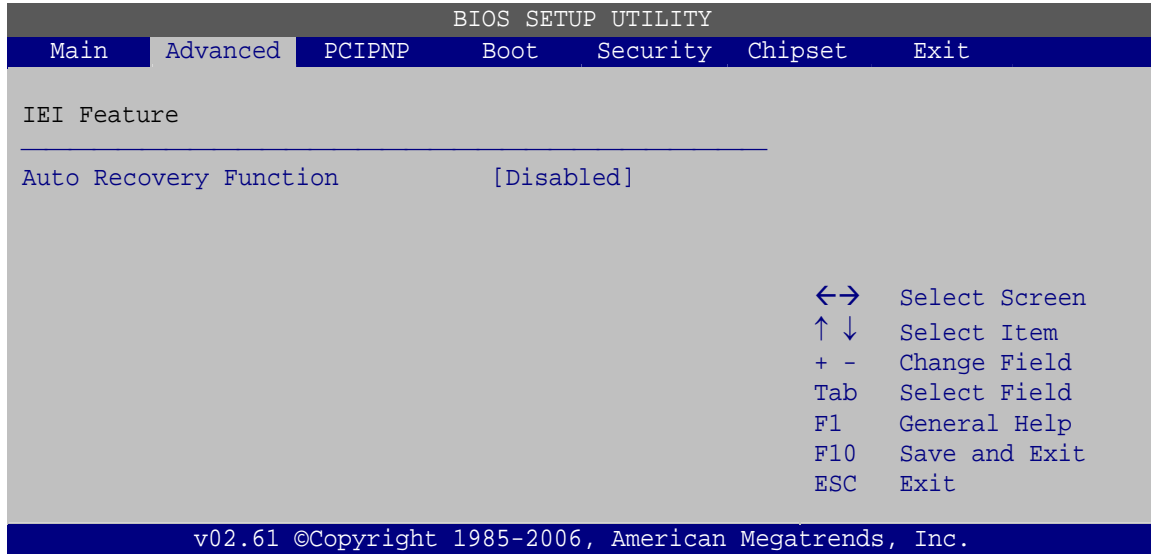 BIOS SETUP UTILITY
Main Advanced PCIPNP Boot Security Chipset Exit
IEI Feature
Auto Recovery Function [Disabled]
←→ Select Screen
↑ ↓ Select Item
+ - Change Field
Tab Select Field
F1 General Help
F10 Save and Exit
ESC Exit
v02.61 ©Copyright 1985-2006, American Megatrends, Inc.